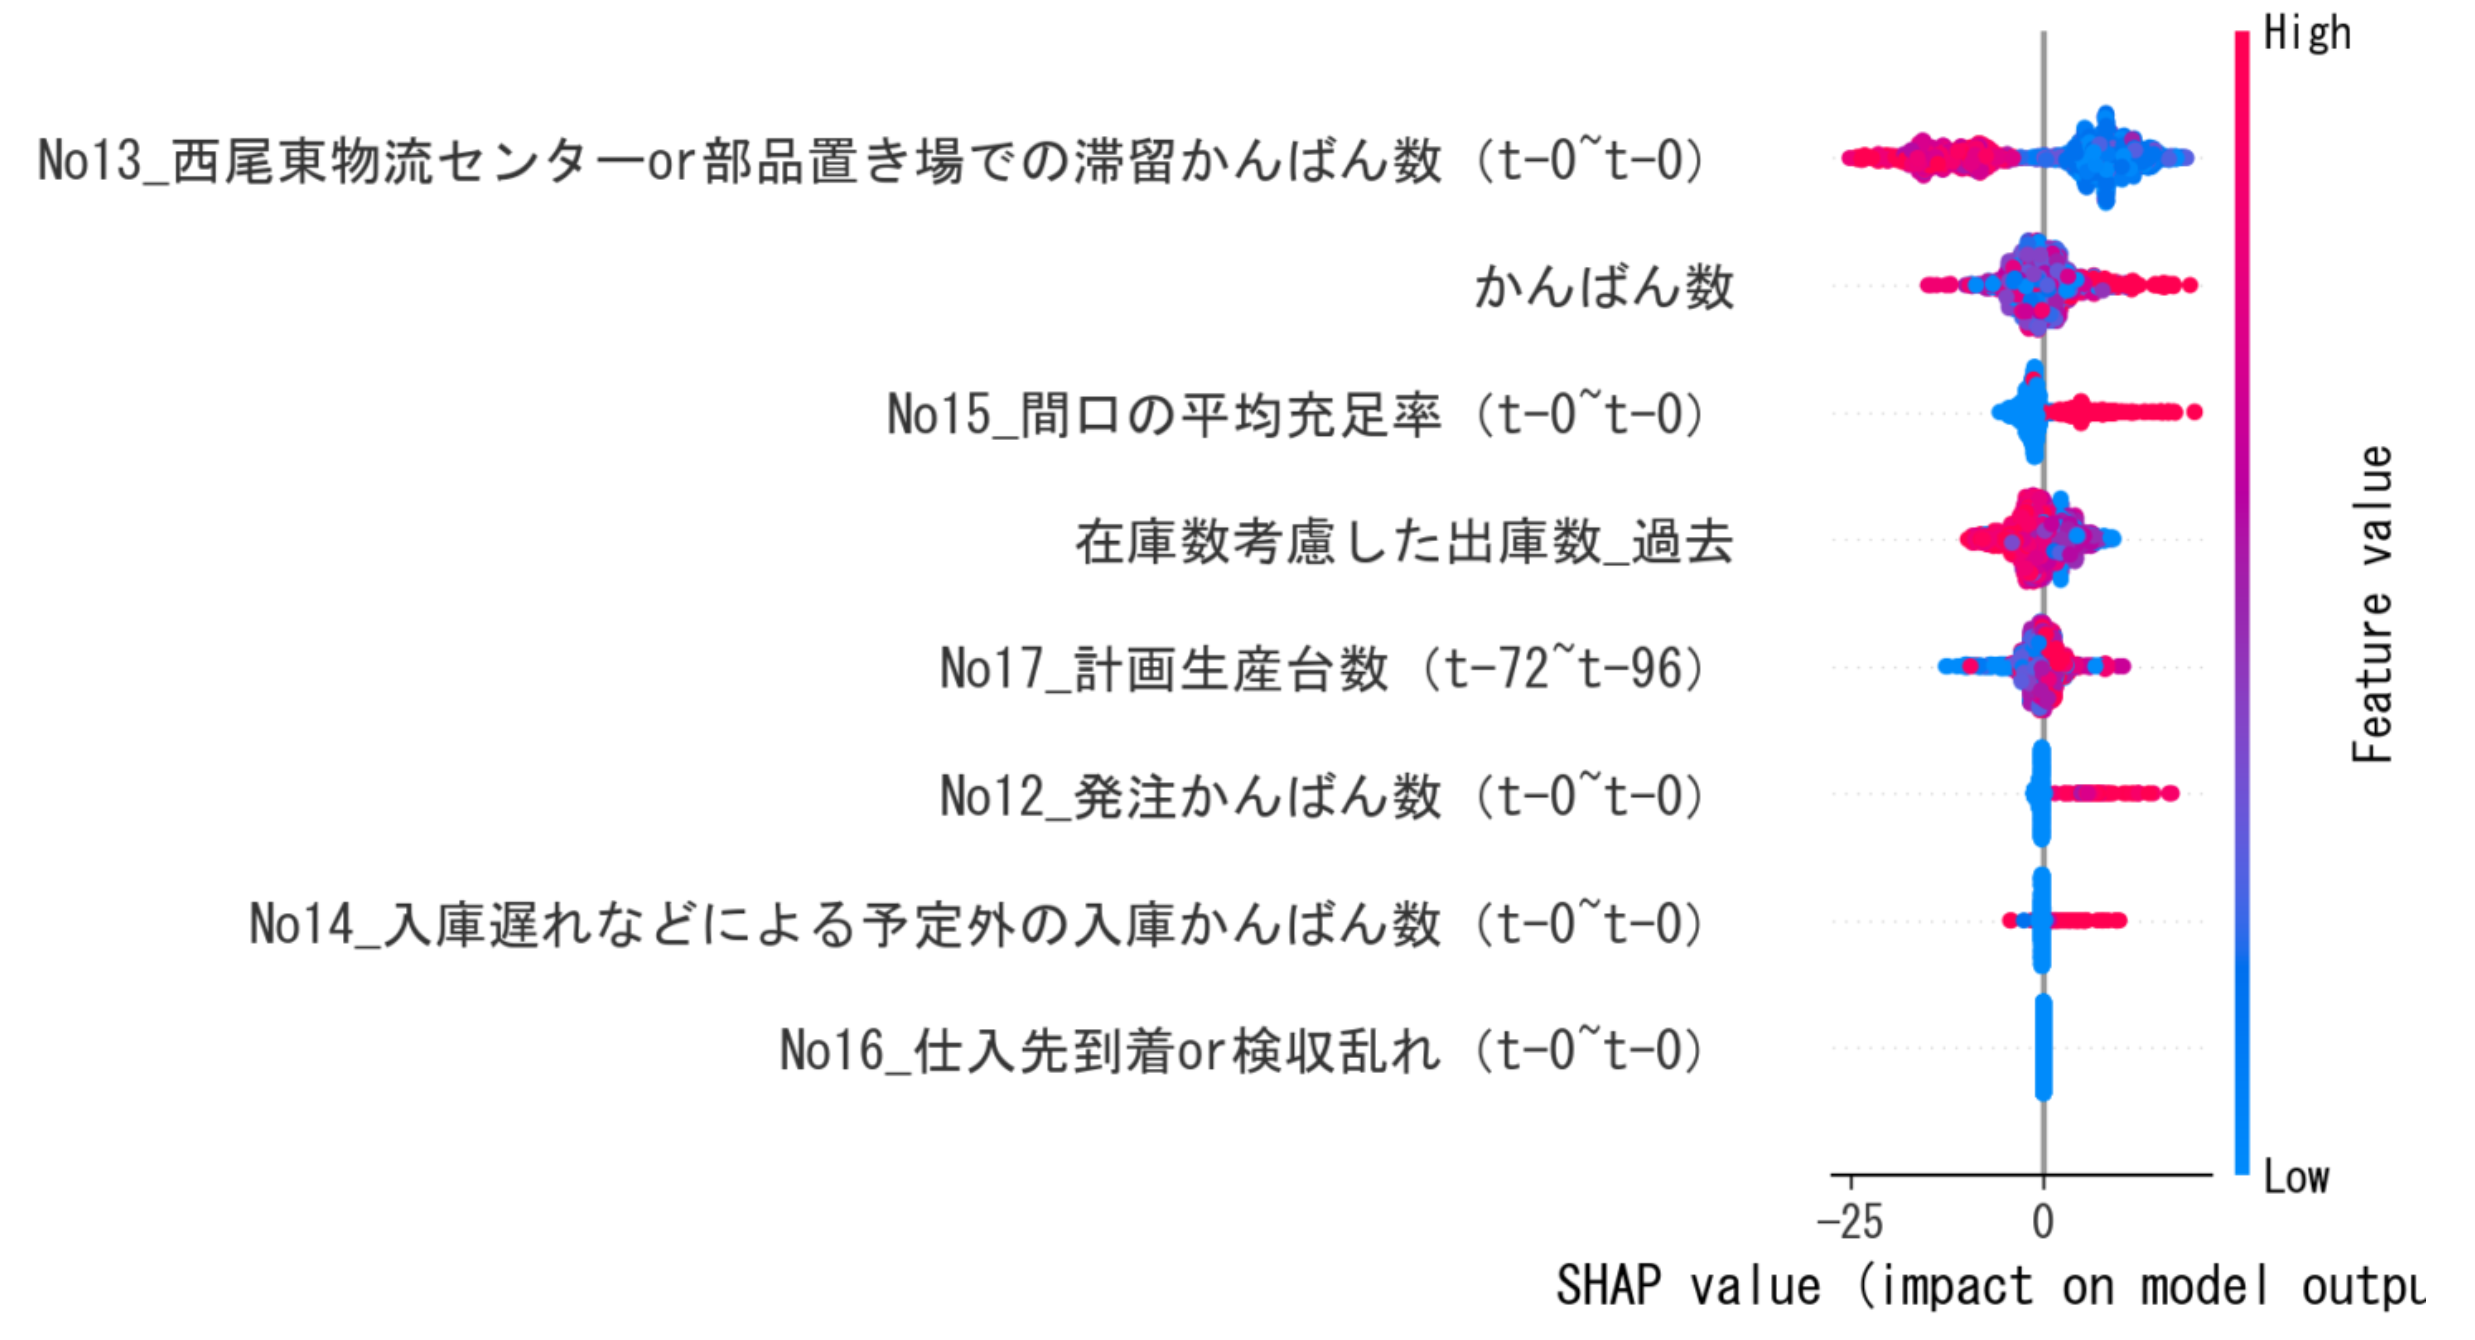 High
No13_西尾東物流センターor部品置き場での滞留かんばん数 (t-0~t-0)
かんばん数
No15_間口の平均充足率 (t-0~t-0)
在庫数考慮した出庫数_過去
No17_計画生産台数 (t-72~t-96)
No12_発注かんばん数 (t-0~t-0)
No14_入庫遅れなどによる予定外の入庫かんばん数 (t-0~t-0)
No16_仕入先到着or検収乱れ (t-0~t-0)
Feature value
Low
-25 0
SHAP value (impact on model outpu